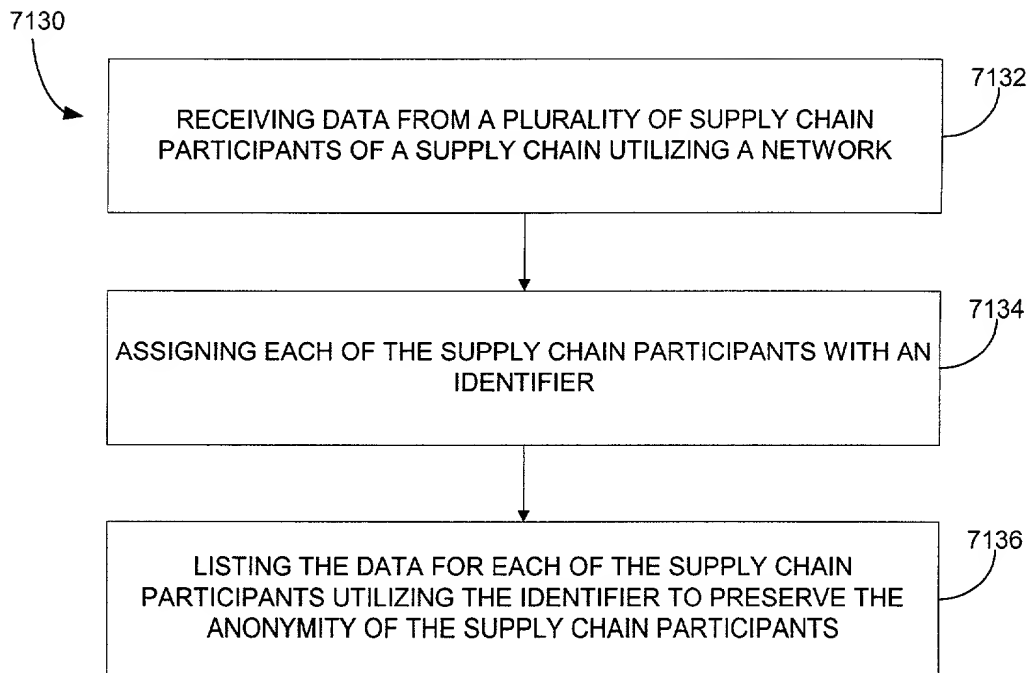 7130
7132
RECEIVING DATA FROM A PLURALITY OF SUPPLY CHAIN
PARTICIPANTS OF A SUPPLY CHAIN UTILIZING A NETWORK
7134
ASSIGNING EACH OF THE SUPPLY CHAIN PARTICIPANTS WITH AN
IDENTIFIER
7136
LISTING THE DATA FOR EACH OF THE SUPPLY CHAIN
PARTICIPANTS UTILIZING THE IDENTIFIER TO PRESERVE THE
ANONYMITY OF THE SUPPLY CHAIN PARTICIPANTS